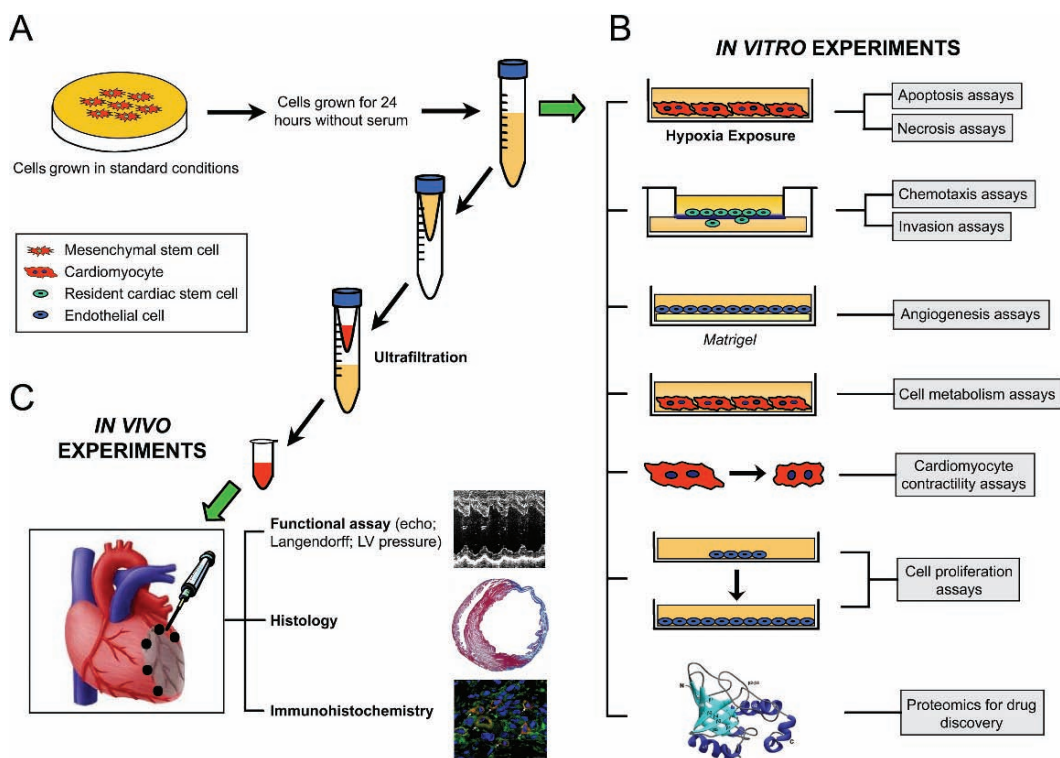 A
Cells grown in standard conditions
Cells grown for 24
hours without serum
Mesenchymal stem cell
Cardiomyocyte
Resident cardiac stem cell
Endothelial cell
Ultrafiltration
B
IN VITRO EXPERIMENTS
Hypoxia Exposure
Apoptosis assays
Necrosis assays
Chemotaxis assays
Invasion assays
Matrigel
Angiogenesis assays
Cell metabolism assays
Cardiomyocyte
contractility assays
Cell proliferation
assays
N
C
Proteomics for drug
discovery
C
IN VIVO
EXPERIMENTS
Functional assay (echo;
Langendorff; LV pressure)
Histology
Immunohistochemistry